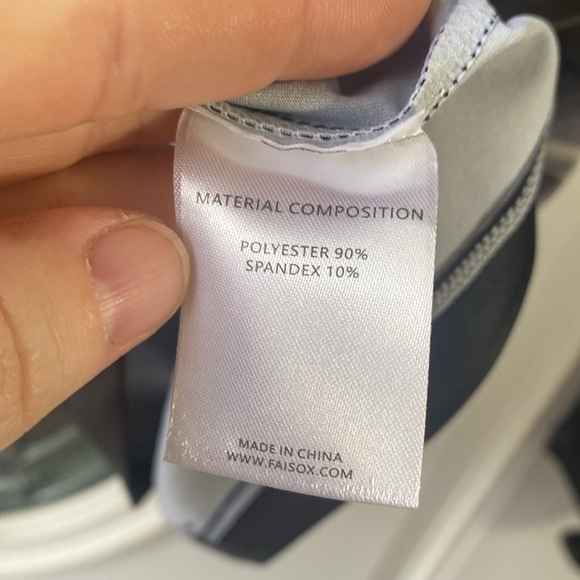 MATERIAL COMPOSITION
POLYESTER 90%
SPANDEX 10%
MADE IN CHINA
WWW.FAISOX.COM